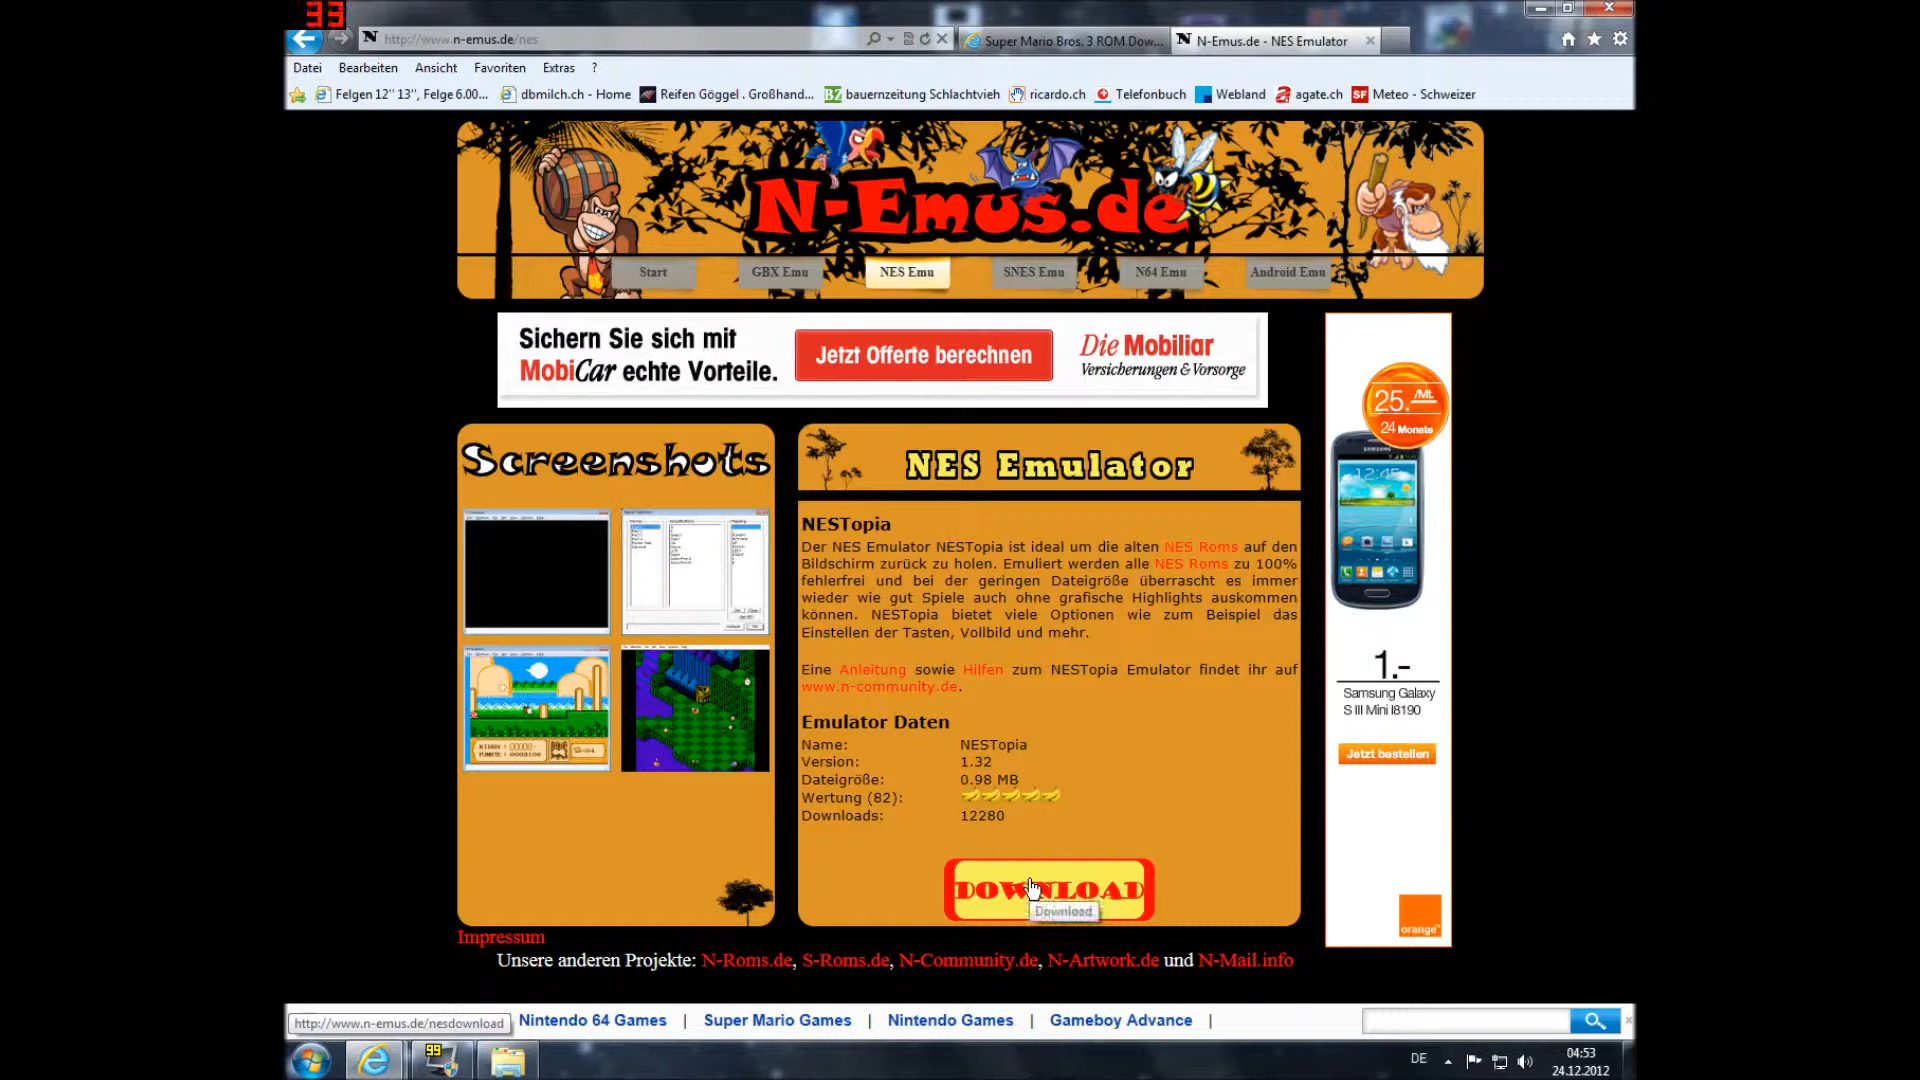 33
http://www.n-emus.de/nes
Super Mario Bros. 3 ROM Dow...
N-Emus.de - NES Emulator
Datei Bearbeiten Ansicht Favoriten Extras ?
Felgen 12'' 13'', Felge 6.00... dbmilch.ch - Home Reifen Göggel . Großhand... bauernzeitung Schlachtvieh ricardo.ch Telefonbuch Webland agate.ch SF Meteo - Schweizer
N-Emus.de
Start GBX Emu NES Emu SNES Emu N64 Emu Android Emu
Sichern Sie sich mit
MobiCar echte Vorteile.
Jetzt Offerte berechnen
Die Mobiliar
Versicherungen & Vorsorge
25.- /Mt.
24 Monate
SAMSUNG
12:45
1.-
Samsung Galaxy
S III Mini I8190
Jetzt bestellen
orange
Screenshots
NES Emulator
NESTopia
Der NES Emulator NESTopia ist ideal um die alten NES Roms auf den
Bildschirm zurück zu holen. Emuliert werden alle NES Roms zu 100%
fehlerfrei und bei der geringen Dateigröße überrascht es immer
wieder wie gut Spiele auch ohne grafische Highlights auskommen
können. NESTopia bietet viele Optionen wie zum Beispiel das
Einstellen der Tasten, Vollbild und mehr.
Eine Anleitung sowie Hilfen zum NESTopia Emulator findet ihr auf
www.n-community.de.
Emulator Daten
Name: NESTopia
Version: 1.32
Dateigröße: 0.98 MB
Wertung (82):
Downloads: 12280
DOWNLOAD
Download
Impressum
Unsere anderen Projekte: N-Roms.de, S-Roms.de, N-Community.de, N-Artwork.de und N-Mail.info
http://www.n-emus.de/nesdownload
Nintendo 64 Games | Super Mario Games | Nintendo Games | Gameboy Advance |
99
DE
04:53
24.12.2012